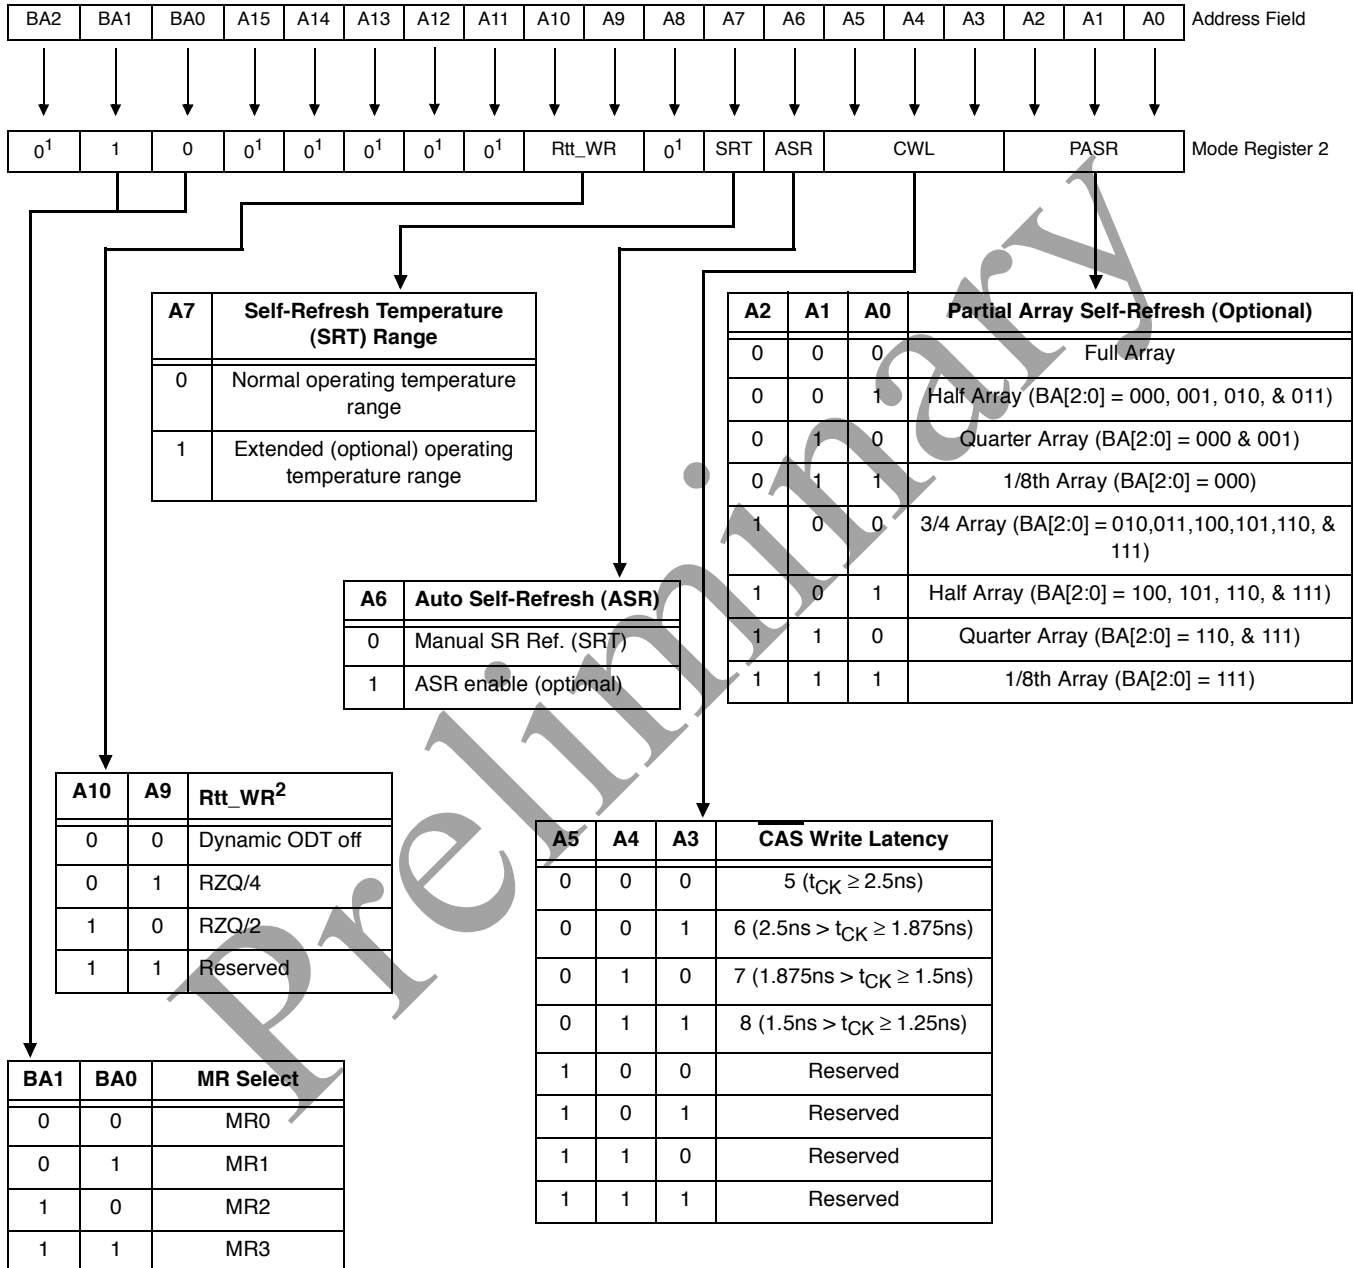 BA2 BA1 BA0 A15 A14 A13 A12 A11 A10 A9 A8 A7 A6 A5 A4 A3 A2 A1 A0 Address Field
0¹ 1 0 0¹ 0¹ 0¹ 0¹ 0¹ Rtt_WR 0¹ SRT ASR CWL PASR Mode Register 2
A7 Self-Refresh Temperature
(SRT) Range
0 Normal operating temperature
range
1 Extended (optional) operating
temperature range
A2 A1 A0 Partial Array Self-Refresh (Optional)
0 0 0 Full Array
0 0 1 Half Array (BA[2:0] = 000, 001, 010, & 011)
0 1 0 Quarter Array (BA[2:0] = 000 & 001)
0 1 1 1/8th Array (BA[2:0] = 000)
1 0 0 3/4 Array (BA[2:0] = 010,011,100,101,110, &
111)
1 0 1 Half Array (BA[2:0] = 100, 101, 110, & 111)
1 1 0 Quarter Array (BA[2:0] = 110, & 111)
1 1 1 1/8th Array (BA[2:0] = 111)
A6 Auto Self-Refresh (ASR)
0 Manual SR Ref. (SRT)
1 ASR enable (optional)
A10 A9 Rtt_WR²
0 0 Dynamic ODT off
0 1 RZQ/4
1 0 RZQ/2
1 1 Reserved
A5 A4 A3 C̅A̅S̅ Write Latency
0 0 0 5 (tCK ≥ 2.5ns)
0 0 1 6 (2.5ns > tCK ≥ 1.875ns)
0 1 0 7 (1.875ns > tCK ≥ 1.5ns)
0 1 1 8 (1.5ns > tCK ≥ 1.25ns)
1 0 0 Reserved
1 0 1 Reserved
1 1 0 Reserved
1 1 1 Reserved
BA1 BA0 MR Select
0 0 MR0
0 1 MR1
1 0 MR2
1 1 MR3
Preliminary